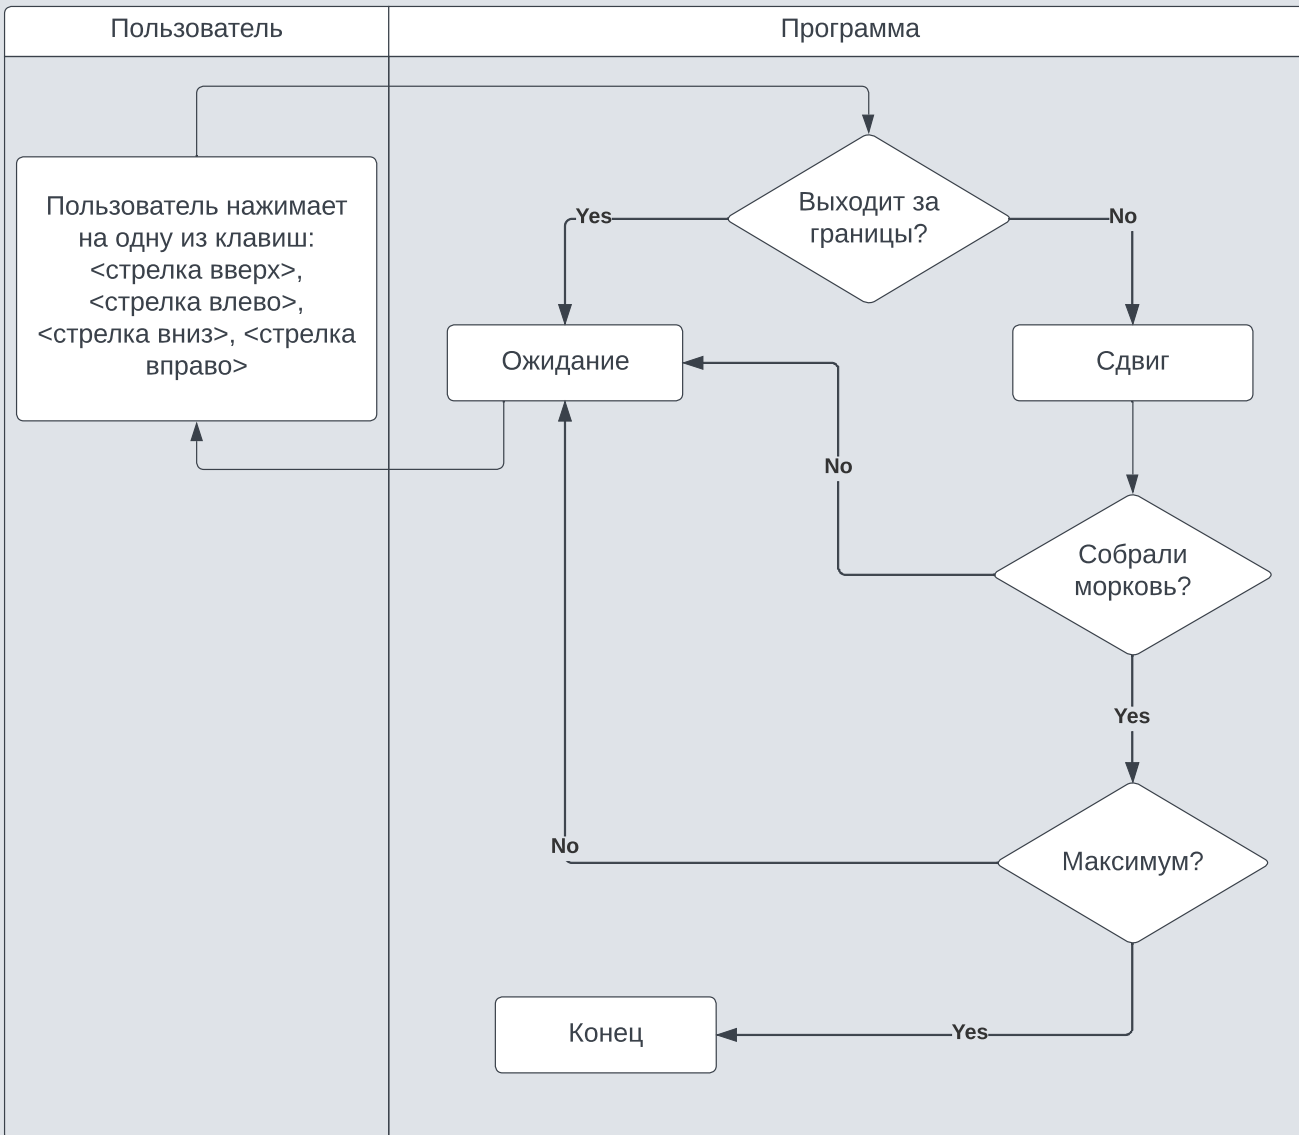 Пользователь
Программа
Пользователь нажимает
на одну из клавиш:
<стрелка вверх>,
<стрелка влево>,
<стрелка вниз>, <стрелка
вправо>
Выходит за
границы?
Yes
No
Ожидание
Сдвиг
No
Собрали
морковь?
Yes
No
Максимум?
Конец
Yes